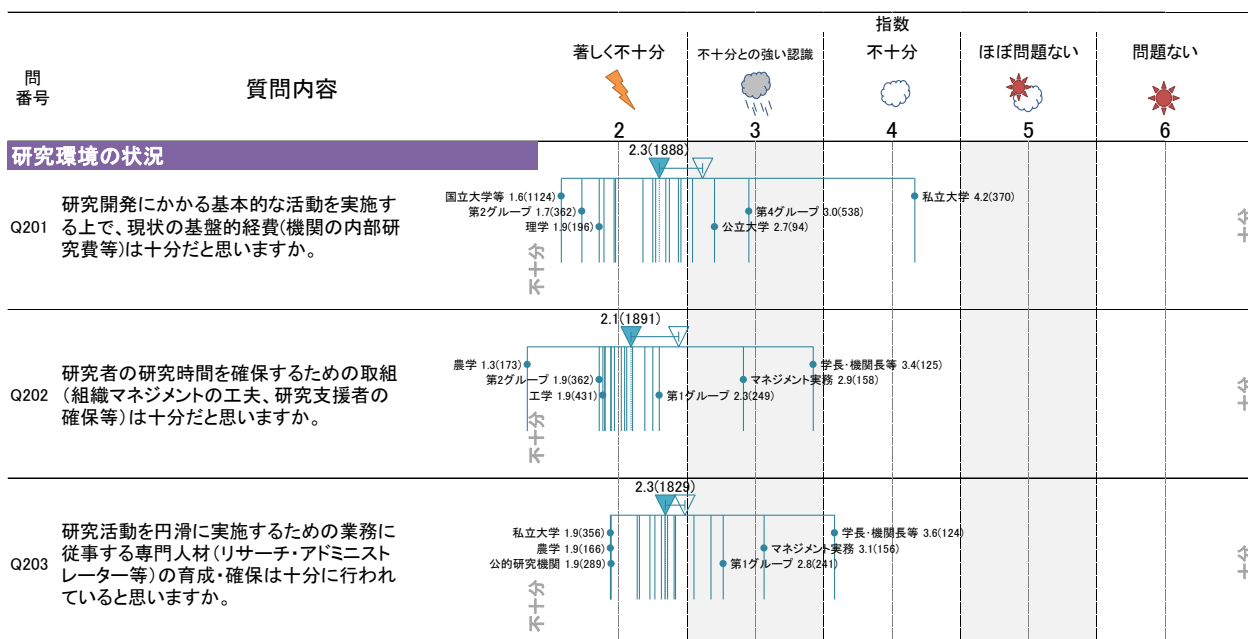 指数
著しく不十分
不十分との強い認識
不十分
ほぼ問題ない
問題ない
問
番号
質問内容
2
3
4
5
6
研究環境の状況
2.3(1888)
Q201
研究開発にかかる基本的な活動を実施す
る上で、現状の基盤的経費(機関の内部研
究費等)は十分だと思いますか。
国立大学等 1.6(1124)
第2グループ 1.7(362)
理学 1.9(196)
私立大学 4.2(370)
第4グループ 3.0(538)
公立大学 2.7(94)
不十分
十分
2.1(1891)
Q202
研究者の研究時間を確保するための取組
(組織マネジメントの工夫、研究支援者の
確保等)は十分だと思いますか。
農学 1.3(173)
第2グループ 1.9(362)
工学 1.9(431)
学長・機関長等 3.4(125)
マネジメント実務 2.9(158)
第1グループ 2.3(249)
不十分
十分
2.3(1829)
Q203
研究活動を円滑に実施するための業務に
従事する専門人材(リサーチ・アドミニスト
レーター等)の育成・確保は十分に行われ
ていると思いますか。
私立大学 1.9(356)
農学 1.9(166)
公的研究機関 1.9(289)
学長・機関長等 3.6(124)
マネジメント実務 3.1(156)
第1グループ 2.8(241)
不十分
十分